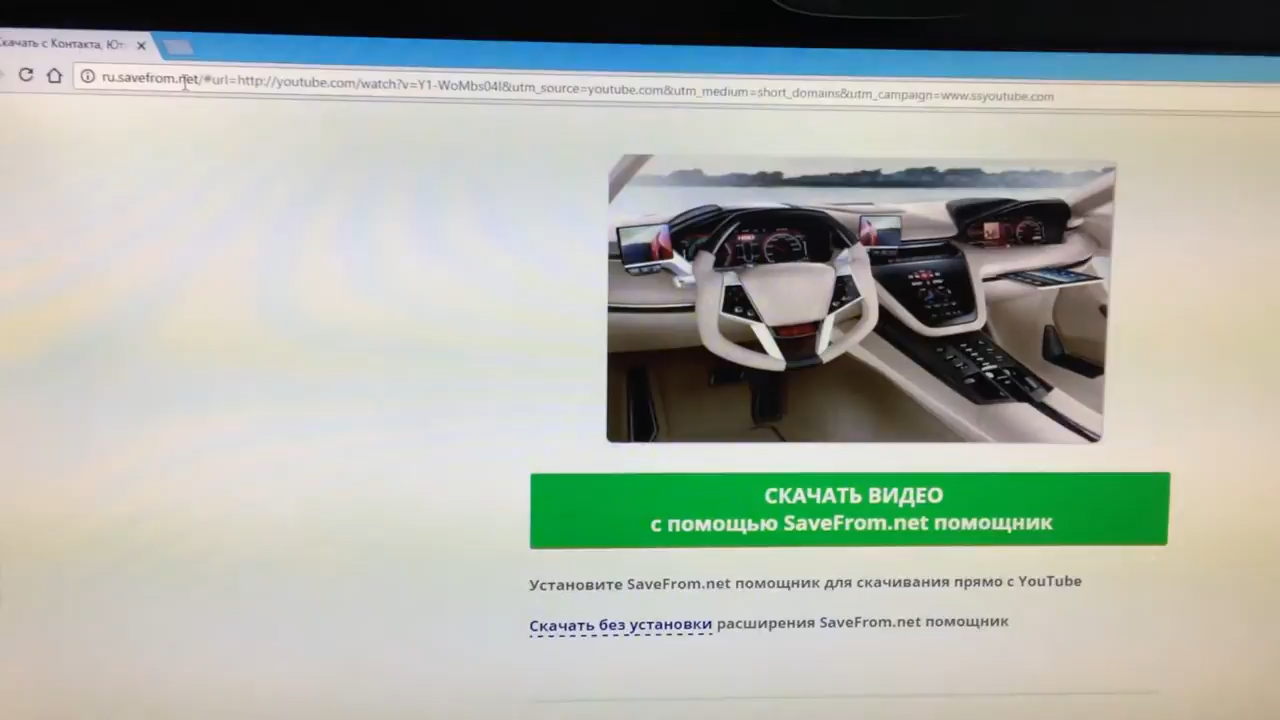 качать с Контакта, Ют
ru.savefrom.net/#url=http://youtube.com/watch?v=Y1-WoMbs04I&utm_source=youtube.com&utm_medium=short_domains&utm_campaign=www.ssyoutube.com
СКАЧАТЬ ВИДЕО
с помощью SaveFrom.net помощник
Установите SaveFrom.net помощник для скачивания прямо с YouTube
Скачать без установки расширения SaveFrom.net помощник